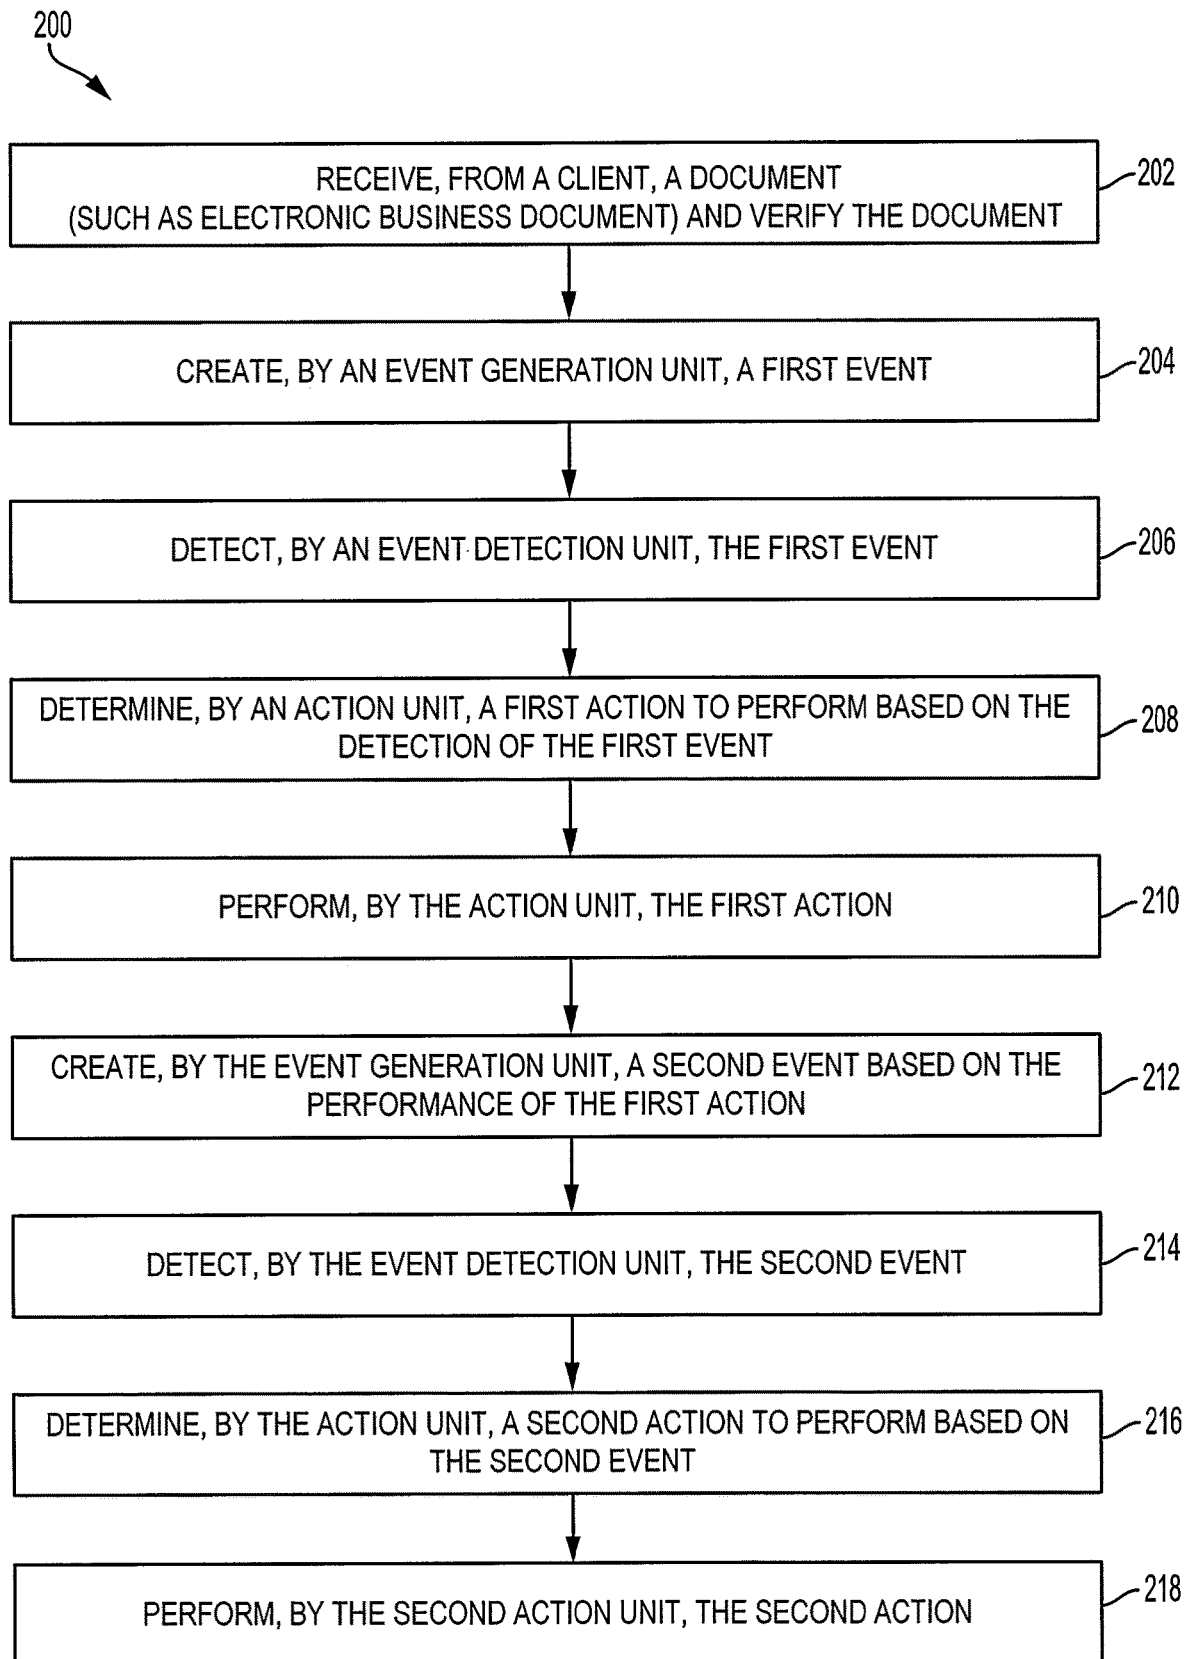 200
RECEIVE, FROM A CLIENT, A DOCUMENT
(SUCH AS ELECTRONIC BUSINESS DOCUMENT) AND VERIFY THE DOCUMENT
202
CREATE, BY AN EVENT GENERATION UNIT, A FIRST EVENT
204
DETECT, BY AN EVENT DETECTION UNIT, THE FIRST EVENT
206
DETERMINE, BY AN ACTION UNIT, A FIRST ACTION TO PERFORM BASED ON THE
DETECTION OF THE FIRST EVENT
208
PERFORM, BY THE ACTION UNIT, THE FIRST ACTION
210
CREATE, BY THE EVENT GENERATION UNIT, A SECOND EVENT BASED ON THE
PERFORMANCE OF THE FIRST ACTION
212
DETECT, BY THE EVENT DETECTION UNIT, THE SECOND EVENT
214
DETERMINE, BY THE ACTION UNIT, A SECOND ACTION TO PERFORM BASED ON
THE SECOND EVENT
216
PERFORM, BY THE SECOND ACTION UNIT, THE SECOND ACTION
218